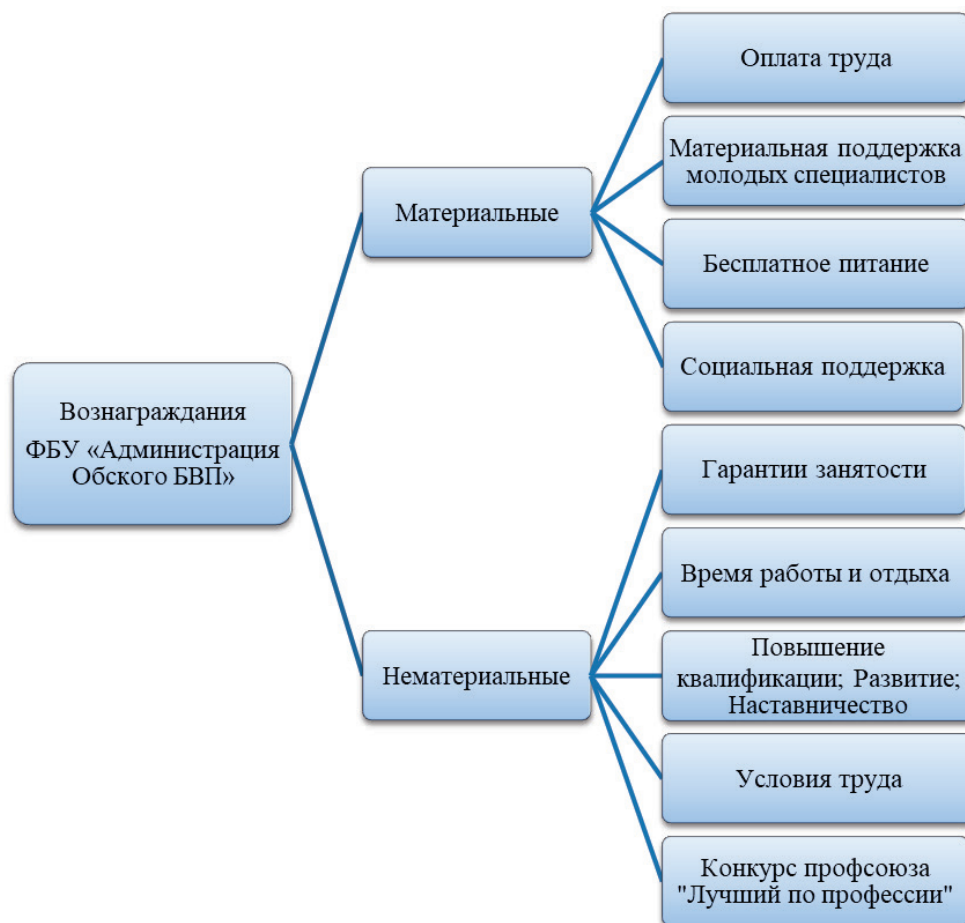 Вознаграждания
ФБУ «Администрация
Обского БВП»
Материальные
Оплата труда
Материальная поддержка
молодых специалистов
Бесплатное питание
Социальная поддержка
Нематериальные
Гарантии занятости
Время работы и отдыха
Повышение
квалификации; Развитие;
Наставничество
Условия труда
Конкурс профсоюза
"Лучший по профессии"